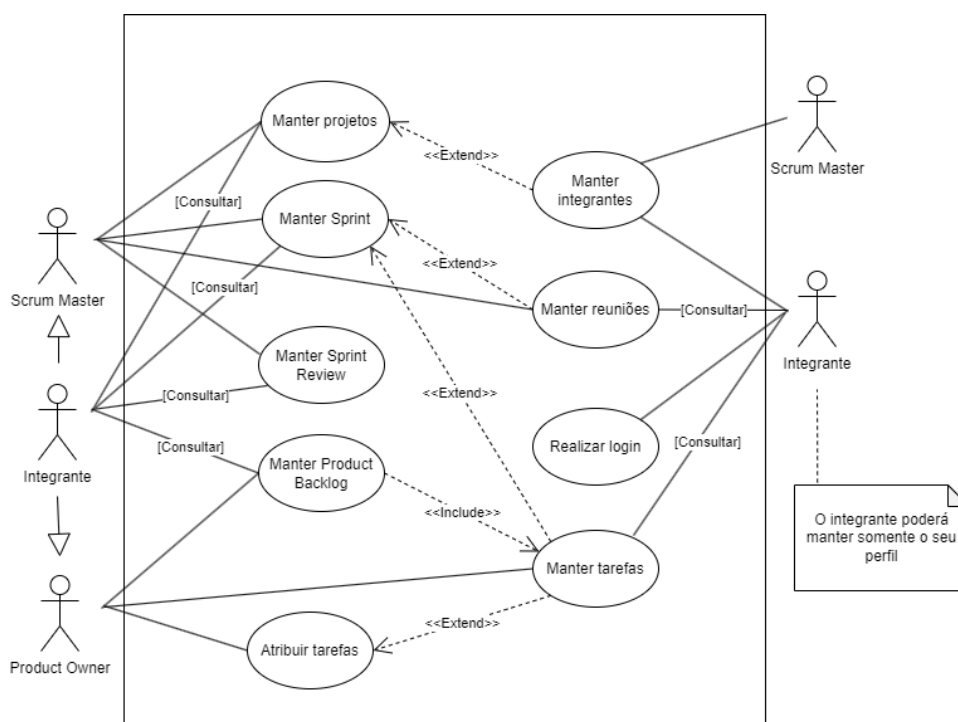 Manter projetos
<<Extend>>
Scrum Master
Manter
integrantes
[Consultar]
Manter Sprint
<<Extend>>
[Consultar]
Scrum Master
Manter reuniões
[Consultar]
Integrante
Manter Sprint
Review
<<Extend>>
[Consultar]
[Consultar]
Realizar login
[Consultar]
Manter Product
Backlog
Integrante
<<Include>>
O integrante poderá
manter somente o seu
perfil
Manter tarefas
<<Extend>>
Atribuir tarefas
Product Owner